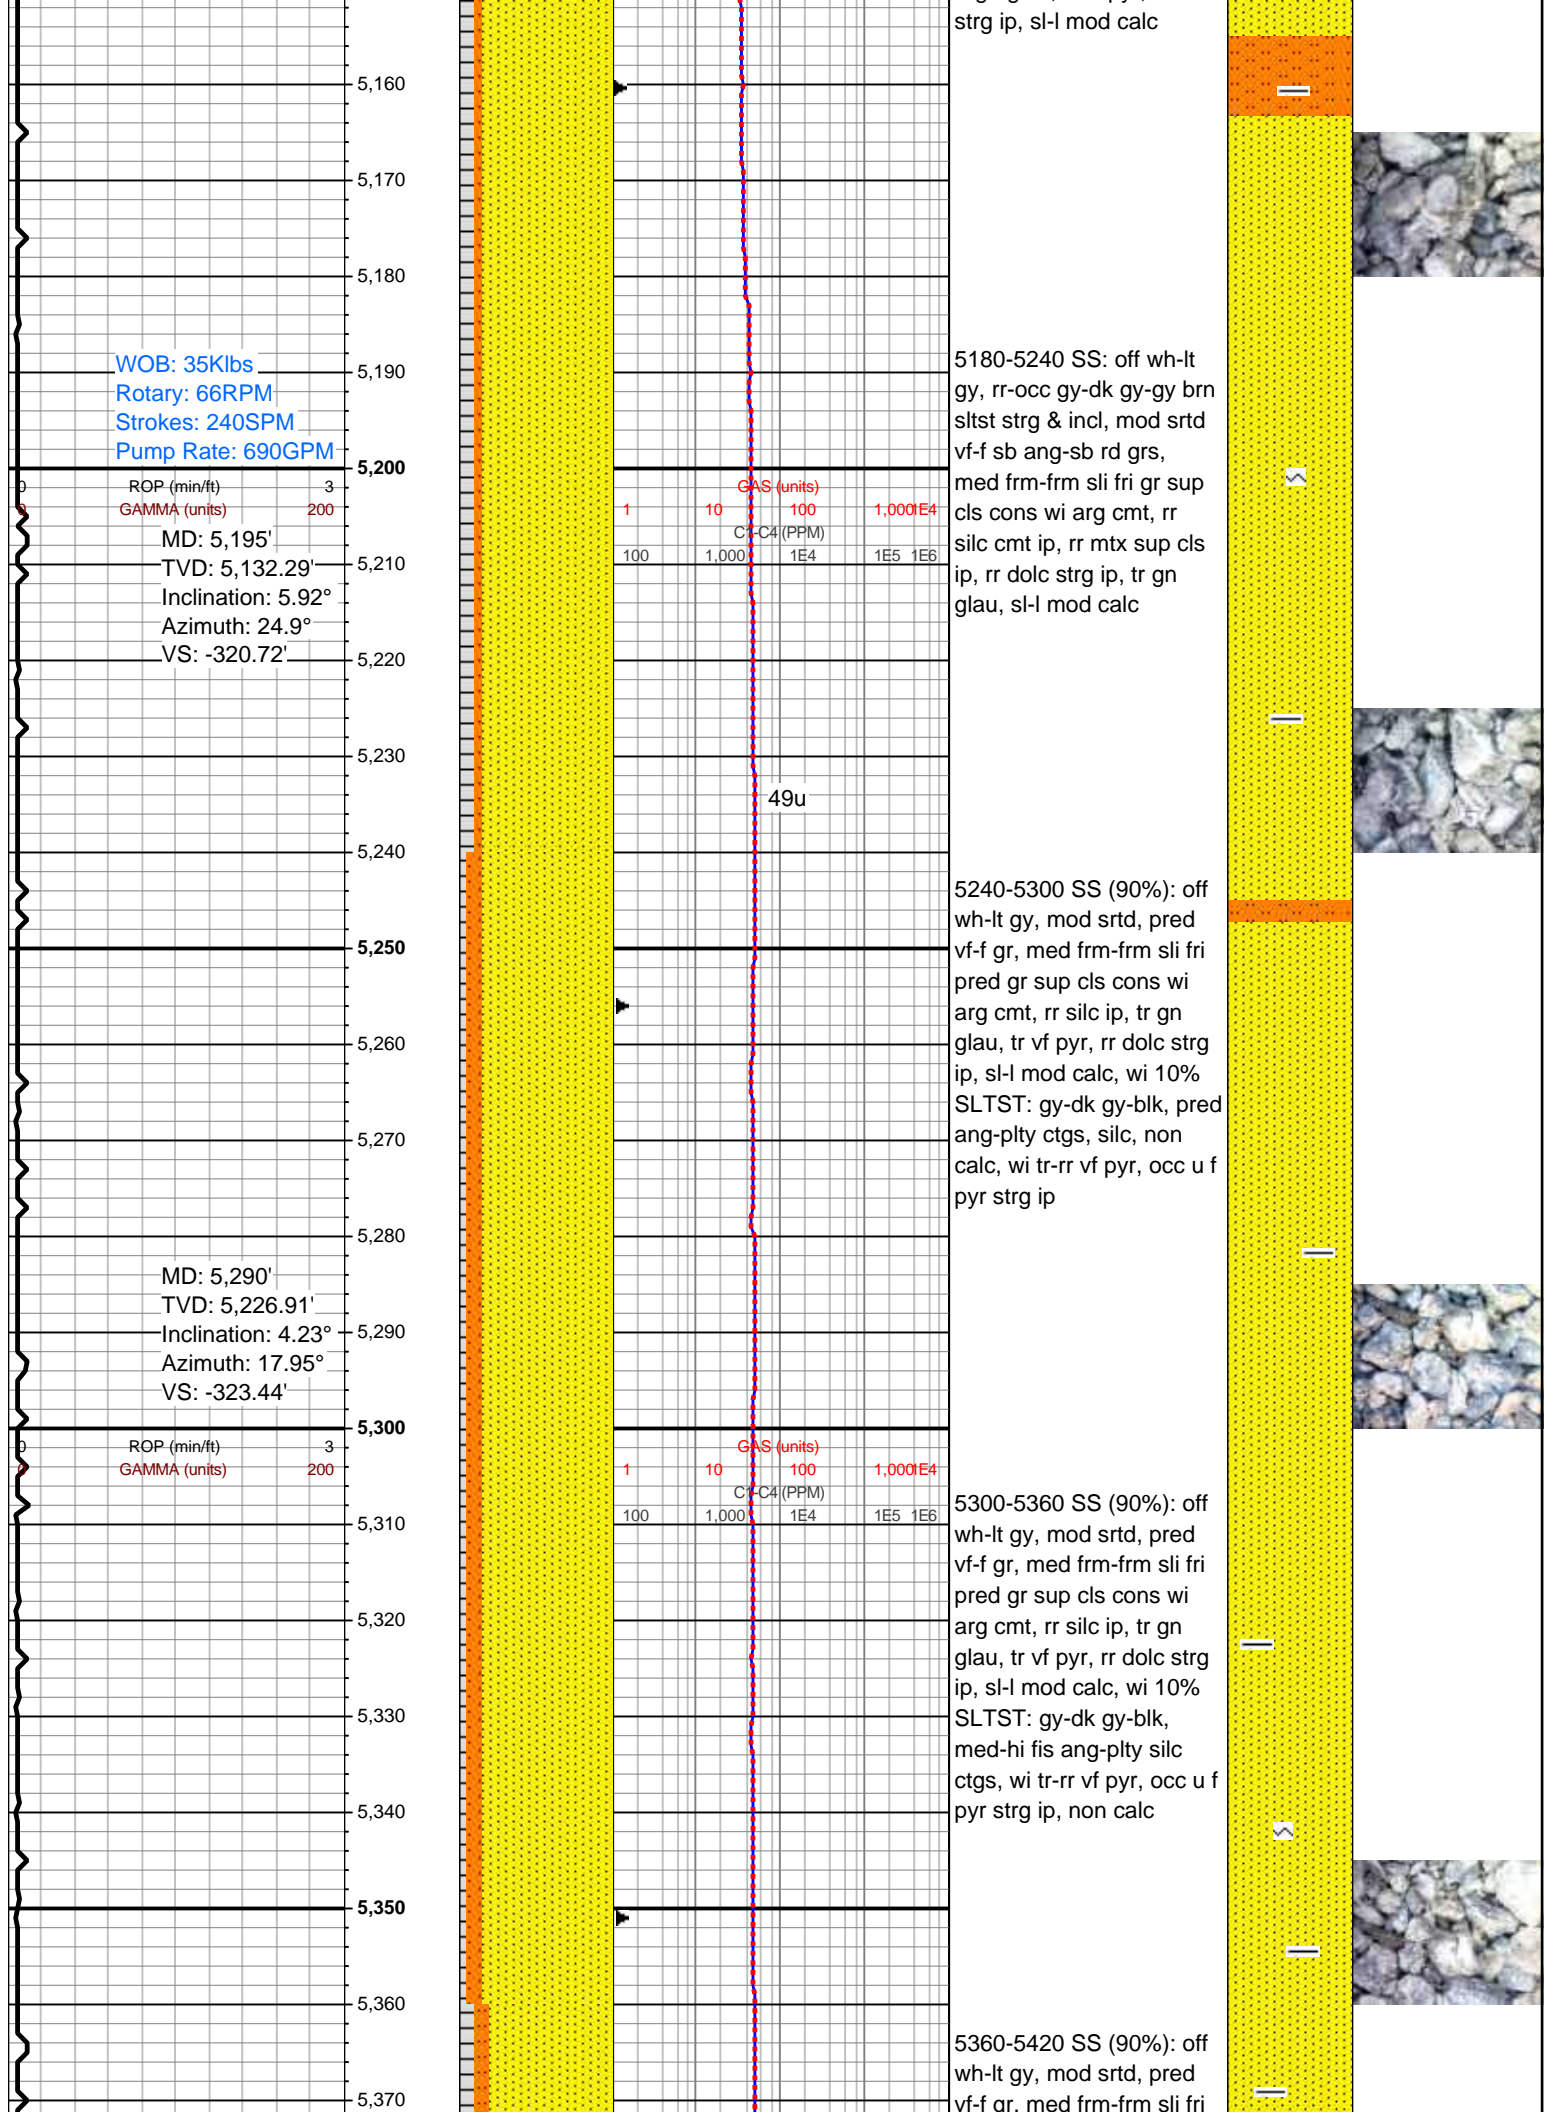 strg ip, sl-l mod calc
5,160
5,170
5,180
WOB: 35Klbs
Rotary: 66RPM
Strokes: 240SPM
Pump Rate: 690GPM
5,190
5180-5240 SS: off wh-lt
gy, rr-occ gy-dk gy-gy brn
sltst strg & incl, mod srtd
vf-f sb ang-sb rd grs,
med frm-frm sli fri gr sup
cls cons wi arg cmt, rr
silc cmt ip, rr mtx sup cls
ip, rr dolc strg ip, tr gn
glau, sl-l mod calc
5,200
0 ROP (min/ft) 3
0 GAMMA (units) 200
GAS (units)
1 10 100 1,000 1E4
C1-C4 (PPM)
100 1,000 1E4 1E5 1E6
MD: 5,195'
TVD: 5,132.29'
Inclination: 5.92°
Azimuth: 24.9°
VS: -320.72'
5,210
5,220
5,230
49u
5,240
5240-5300 SS (90%): off
wh-lt gy, mod srtd, pred
vf-f gr, med frm-frm sli fri
pred gr sup cls cons wi
arg cmt, rr silc ip, tr gn
glau, tr vf pyr, rr dolc strg
ip, sl-l mod calc, wi 10%
SLTST: gy-dk gy-blk, pred
ang-plty ctgs, silc, non
calc, wi tr-rr vf pyr, occ u f
pyr strg ip
5,250
5,260
5,270
5,280
MD: 5,290'
TVD: 5,226.91'
Inclination: 4.23°
Azimuth: 17.95°
VS: -323.44'
5,290
5,300
0 ROP (min/ft) 3
0 GAMMA (units) 200
GAS (units)
1 10 100 1,000 1E4
C1-C4 (PPM)
100 1,000 1E4 1E5 1E6
5,310
5300-5360 SS (90%): off
wh-lt gy, mod srtd, pred
vf-f gr, med frm-frm sli fri
pred gr sup cls cons wi
arg cmt, rr silc ip, tr gn
glau, tr vf pyr, rr dolc strg
ip, sl-l mod calc, wi 10%
SLTST: gy-dk gy-blk,
med-hi fis ang-plty silc
ctgs, wi tr-rr vf pyr, occ u f
pyr strg ip, non calc
5,320
5,330
5,340
5,350
5,360
5,370
5360-5420 SS (90%): off
wh-lt gy, mod srtd, pred
vf-f gr, med frm-frm sli fri